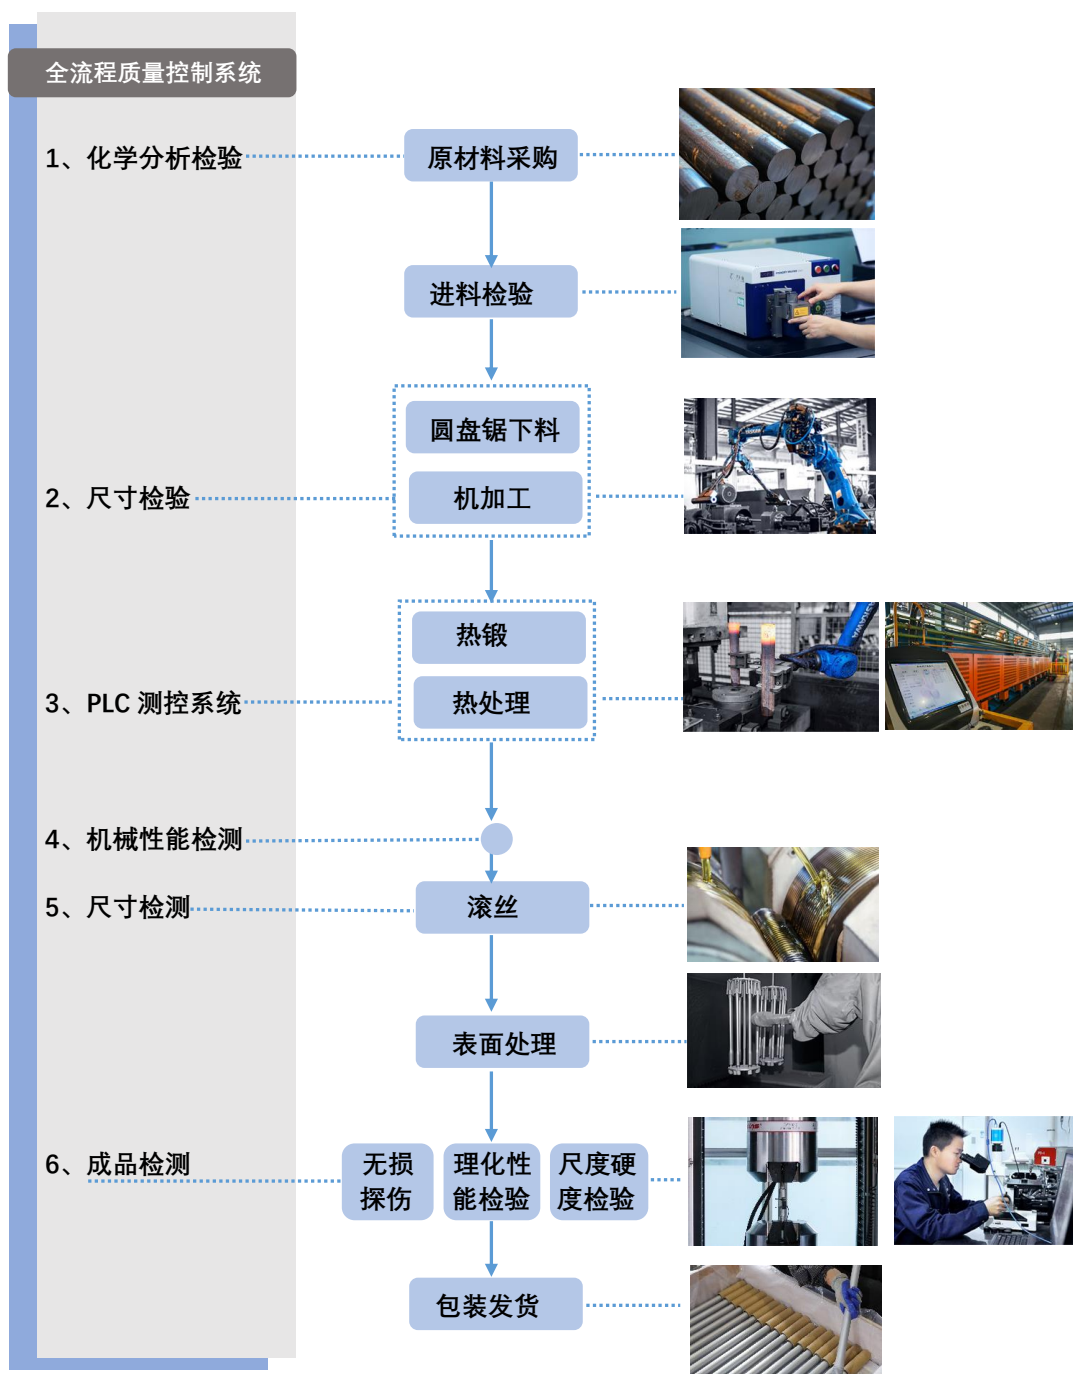 全流程质量控制系统
1、化学分析检验
原材料采购
进料检验
圆盘锯下料
2、尺寸检验
机加工
热锻
3、PLC 测控系统
热处理
4、机械性能检测
5、尺寸检测
滚丝
表面处理
6、成品检测
无损
探伤
理化性
能检验
尺度硬
度检验
包装发货